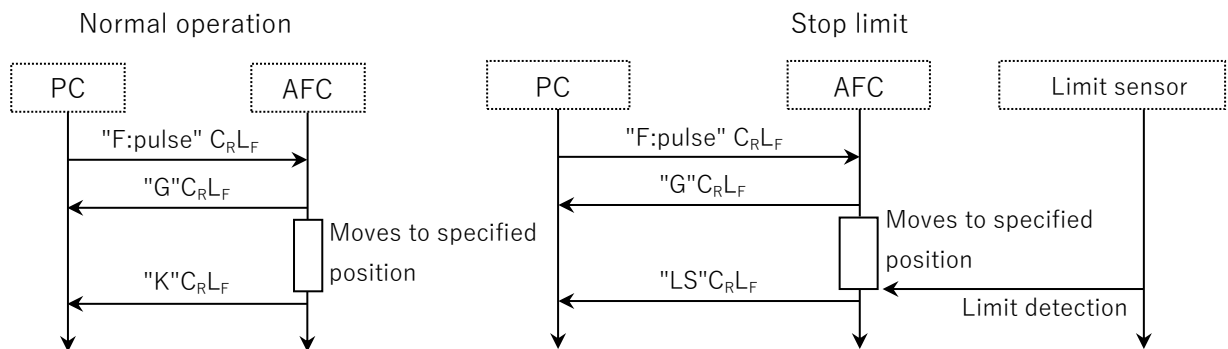 Normal operation
PC
AFC
"F:pulse" CRLF
"G"CRLF
Moves to specified
position
"K"CRLF
Stop limit
PC
AFC
Limit sensor
"F:pulse" CRLF
"G"CRLF
Moves to specified
position
"LS"CRLF
Limit detection